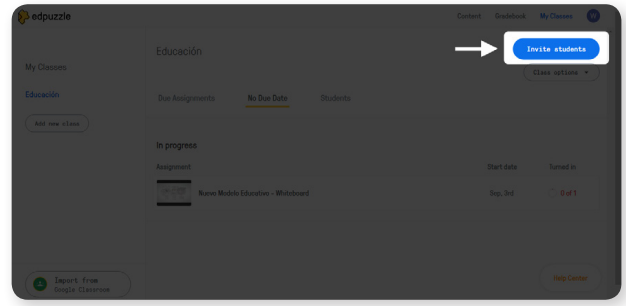 edpuzzle
Content Gradebook My Classes
Invite students
Educación
Class options
My Classes
Educación
Due Assignments No Due Date Students
Add new class
In progress
Assignment Start date Turned in
Nuevo Modelo Educativo - Whiteboard Sep, 3rd 0 of 1
Import from
Google Classroom
Help Center